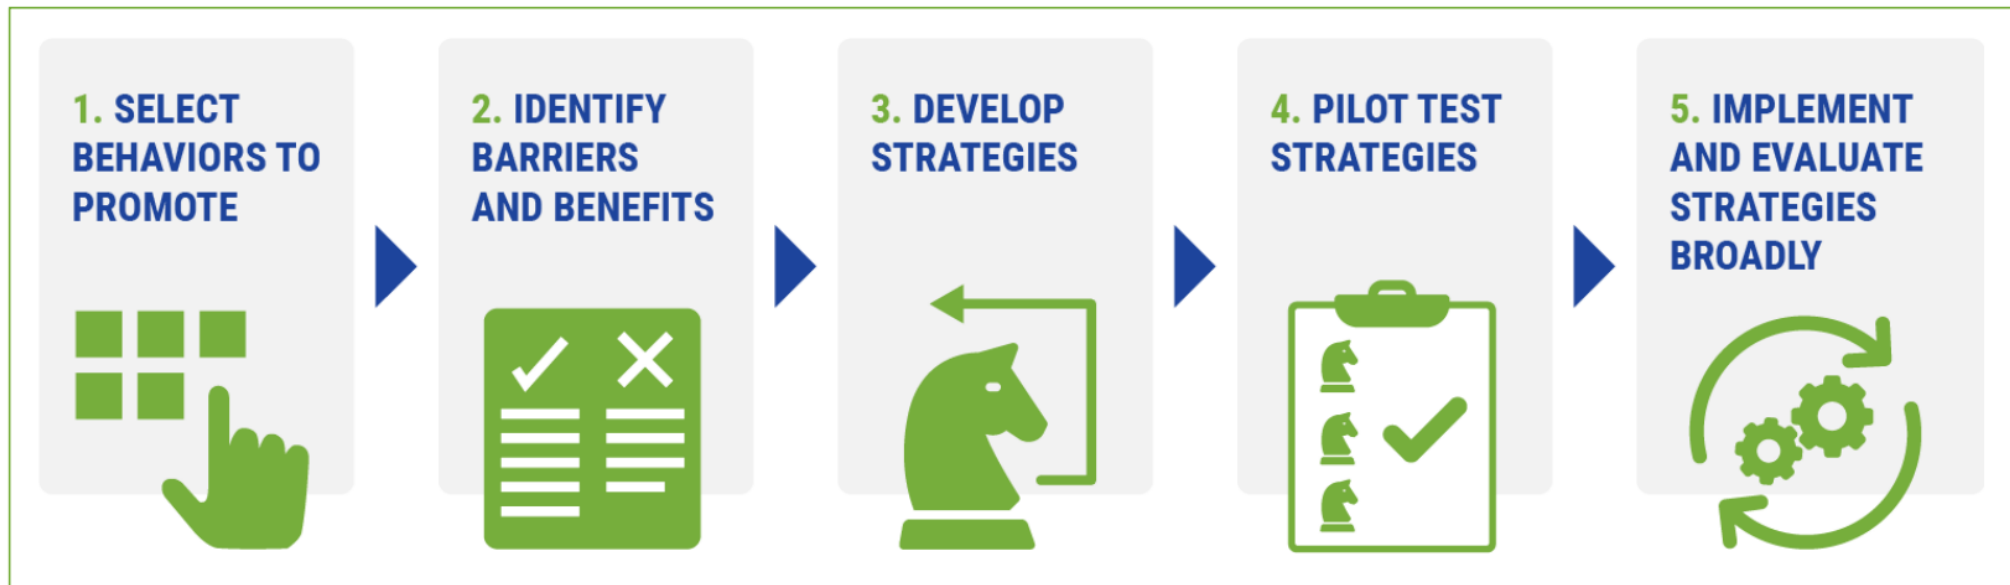 1. SELECT
BEHAVIORS TO
PROMOTE
2. IDENTIFY
BARRIERS
AND BENEFITS
3. DEVELOP
STRATEGIES
4. PILOT TEST
STRATEGIES
5. IMPLEMENT
AND EVALUATE
STRATEGIES
BROADLY